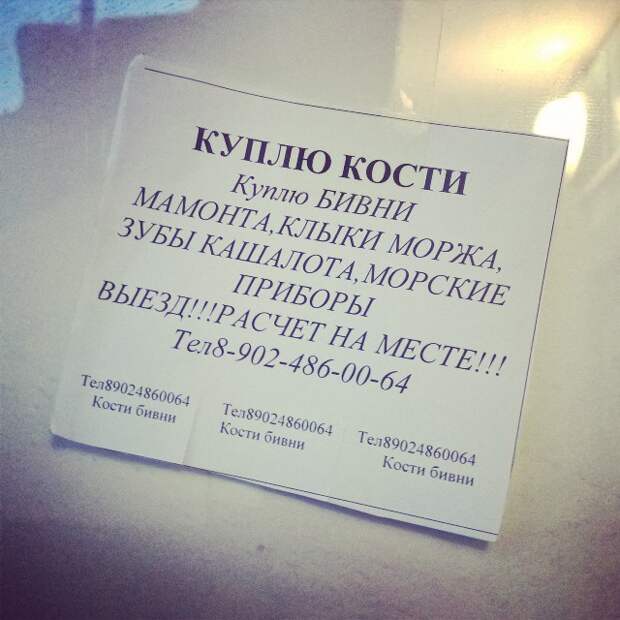 КУПЛЮ КОСТИ
Куплю БИВНИ
МАМОНТА,КЛЫКИ МОРЖА,
ЗУБЫ КАШАЛОТА,МОРСКИЕ
ПРИБОРЫ
ВЫЕЗД!!!РАСЧЕТ НА МЕСТЕ!!!
Тел8-902-486-00-64
Тел89024860064
Кости бивни
Тел89024860064
Кости бивни
Тел89024860064
Кости бивни